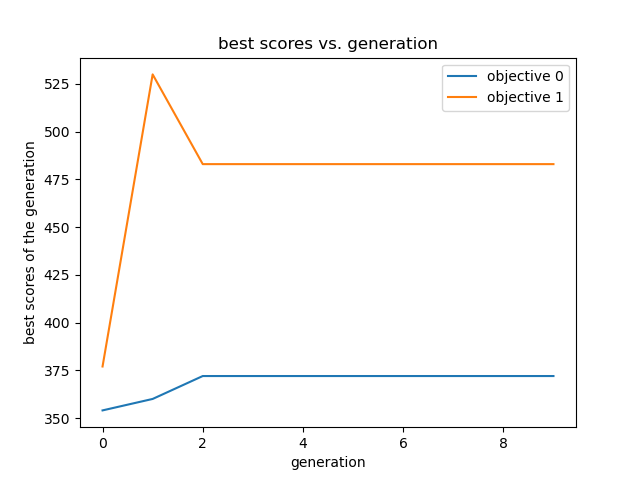 best scores vs. generation
objective 0
objective 1
best scores of the generation
525
500
475
450
425
400
375
350
0 2 4 6 8
generation